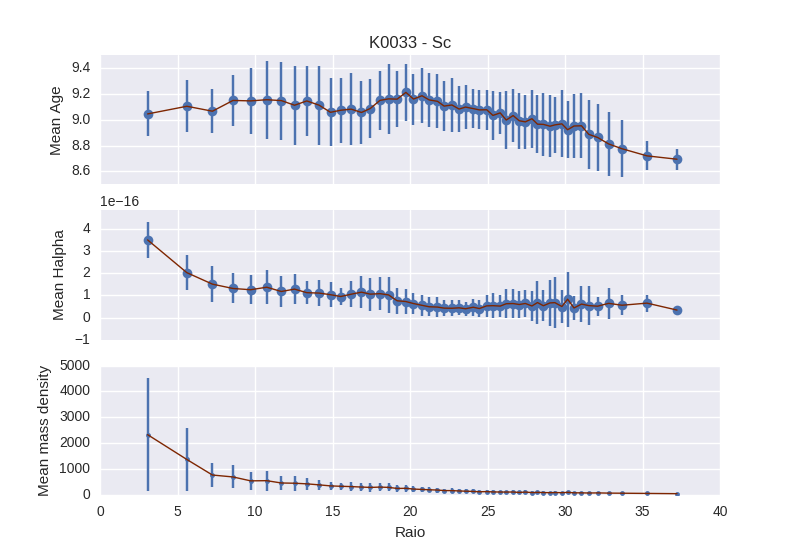 K0033 - Sc
Mean Age
9.4
9.2
9.0
8.8
8.6
1e−16
Mean Halpha
4
3
2
1
0
−1
Mean mass density
5000
4000
3000
2000
1000
0
0 5 10 15 20 25 30 35 40
Raio